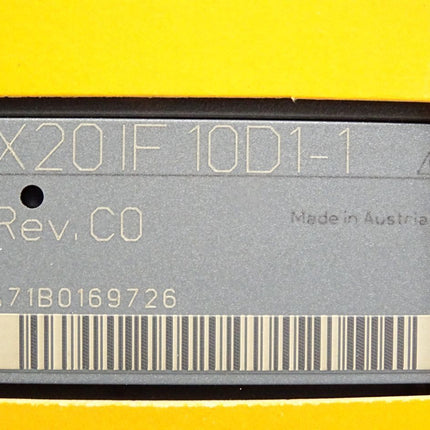 X20 IF 10D1-1
Rev. C0
Made in Austria
71B0169726